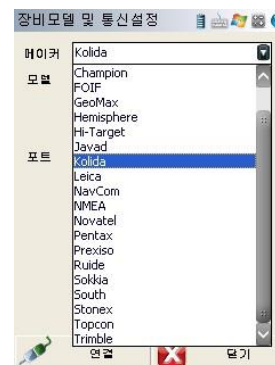 장비모델 및 통신설정
메이커 Kolida
모델
포트
Champion
FOIF
GeoMax
Hemisphere
Hi-Target
Javad
Kolida
Leica
NavCom
NMEA
Novatel
Pentax
Prexiso
Ruide
Sokkia
South
Stonex
Topcon
Trimble
연결 닫기